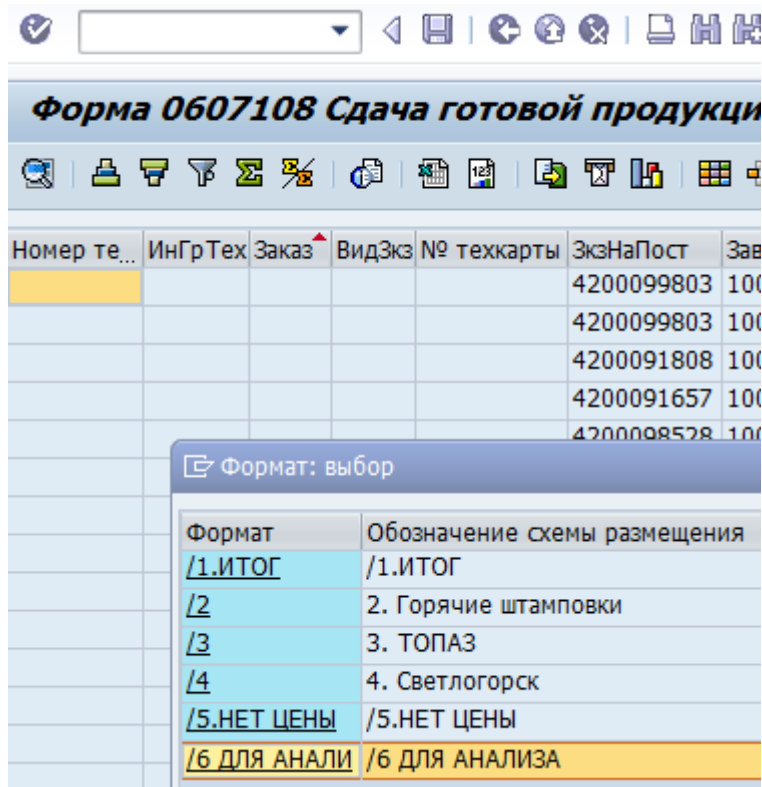 Форма 0607108 Сдача готовой продукци
Номер те... ИнГрТех Заказ ВидЗкз № техкарты ЗкзНаПост Зав
4200099803 100
4200099803 100
4200091808 100
4200091657 100
4200098528 100
Формат: выбор
Формат Обозначение схемы размещения
/1.ИТОГ /1.ИТОГ
/2 2. Горячие штамповки
/3 3. ТОПАЗ
/4 4. Светлогорск
/5.НЕТ ЦЕНЫ /5.НЕТ ЦЕНЫ
/6 ДЛЯ АНАЛИ /6 ДЛЯ АНАЛИЗА